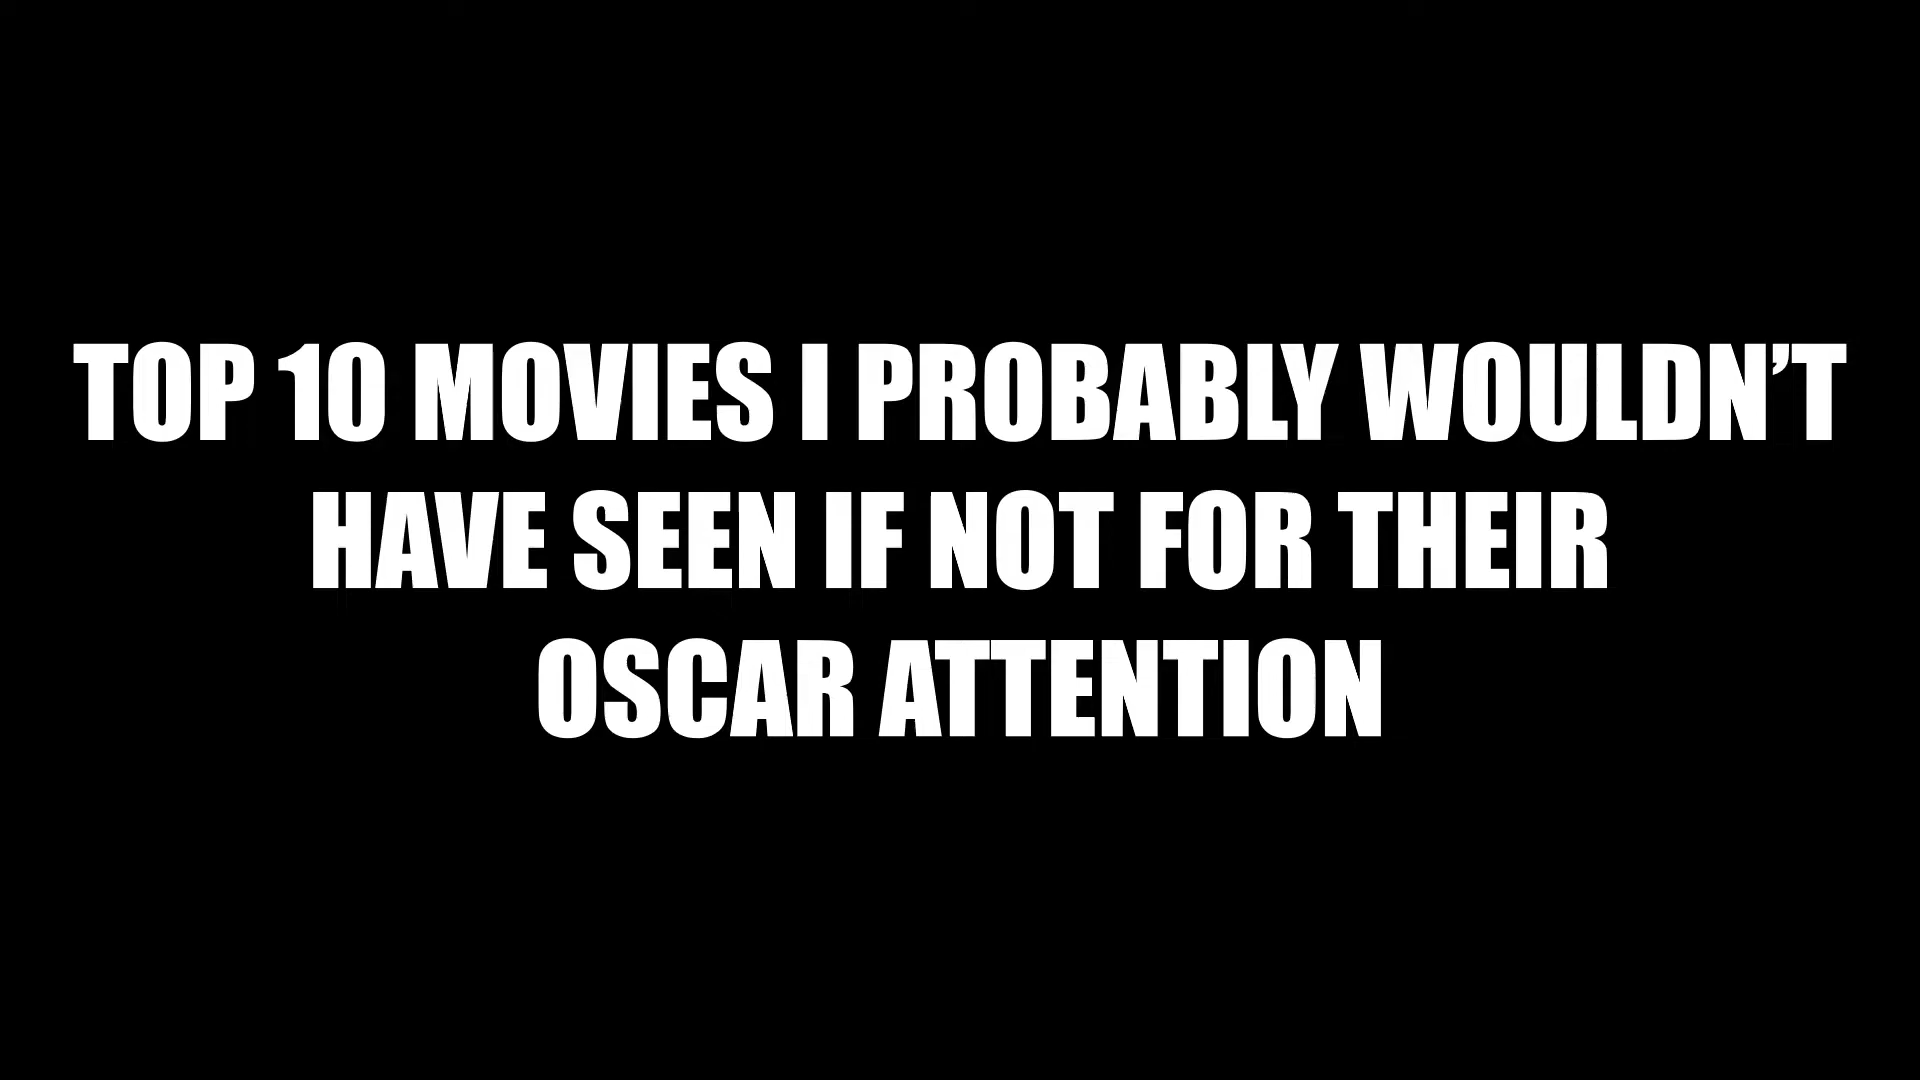 TOP 10 MOVIES I PROBABLY WOULDN’T
HAVE SEEN IF NOT FOR THEIR
OSCAR ATTENTION